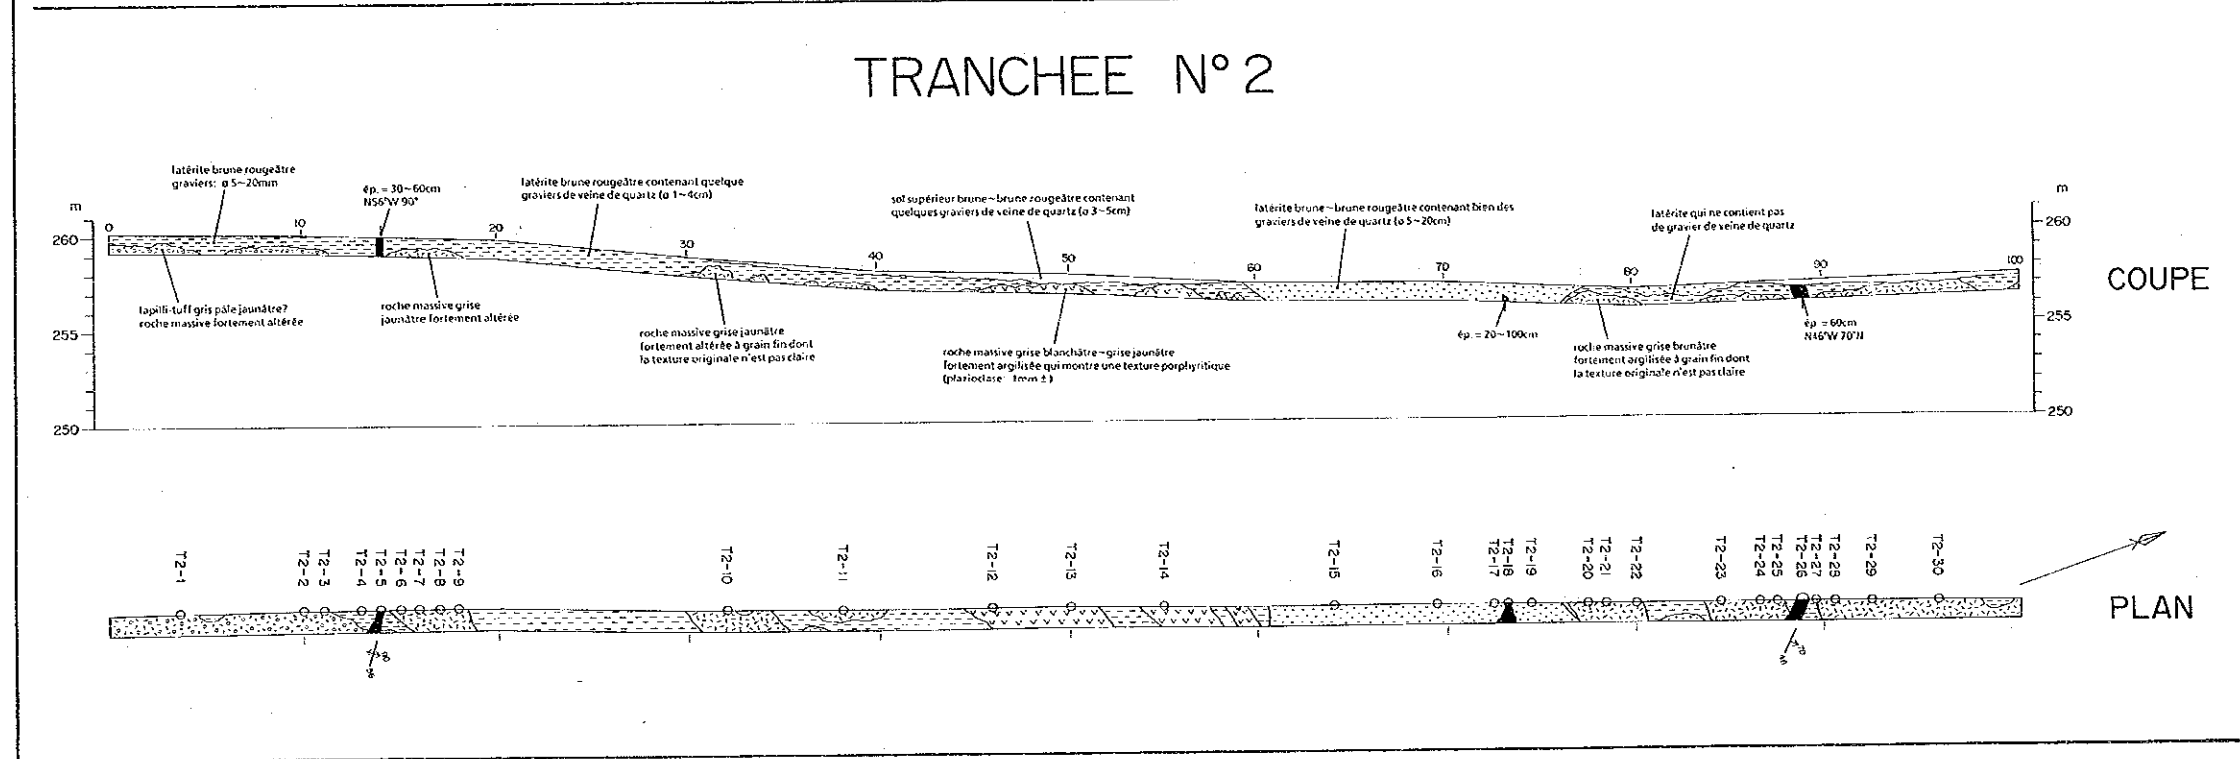 TRANCHEE N° 2
latérite brune rougeâtre
graviers: ø 5~20mm
ép. = 30~60cm
N56°W 90°
latérite brune rougeâtre contenant quelque
graviers de veine de quartz (ø 1~4cm)
sol supérieur brune~brune rougeâtre contenant
quelques graviers de veine de quartz (ø 3~5cm)
latérite brune~brune rougeâtre contenant bien des
graviers de veine de quartz (ø 5~20cm)
latérite qui ne contient pas
de gravier de veine de quartz
m
m
0 10 20 30 40 50 60 70 80 90 100
260
255
250
260
255
250
COUPE
lapilli-tuff gris pâle jaunâtre?
roche massive fortement altérée
roche massive grise
jaunâtre fortement altérée
roche massive grise jaunâtre
fortement altérée à grain fin dont
la texture originale n'est pas claire
roche massive grise blanchâtre~grise jaunâtre
fortement argilisée qui montre une texture porphyritique
(plagioclase: 1mm ±)
ép. = 20~100cm
roche massive grise brunâtre
fortement argilisée à grain fin dont
la texture originale n'est pas claire
ép. = 60cm
N46°W 70°N
T2-1
T2-2
T2-3
T2-4
T2-5
T2-6
T2-7
T2-8
T2-9
T2-10
T2-11
T2-12
T2-13
T2-14
T2-15
T2-16
T2-17
T2-18
T2-19
T2-20
T2-21
T2-22
T2-23
T2-24
T2-25
T2-26
T2-27
T2-28
T2-29
T2-30
PLAN
56
70